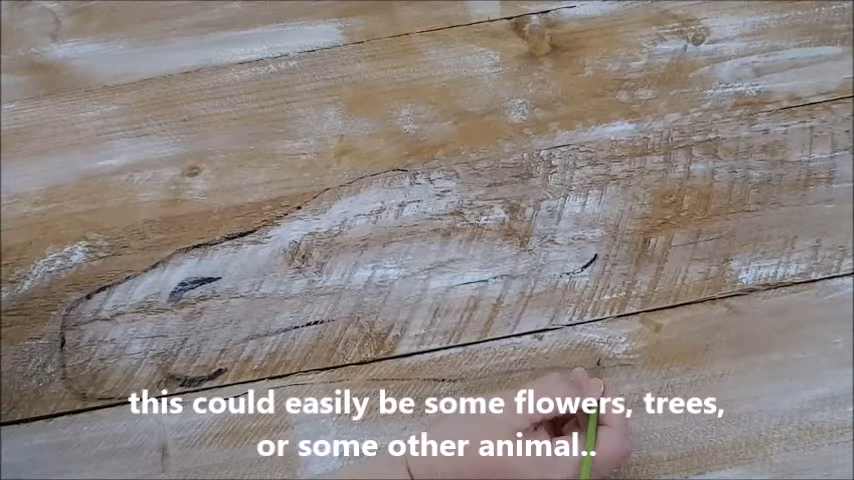 this could easily be some flowers, trees,
or some other animal..